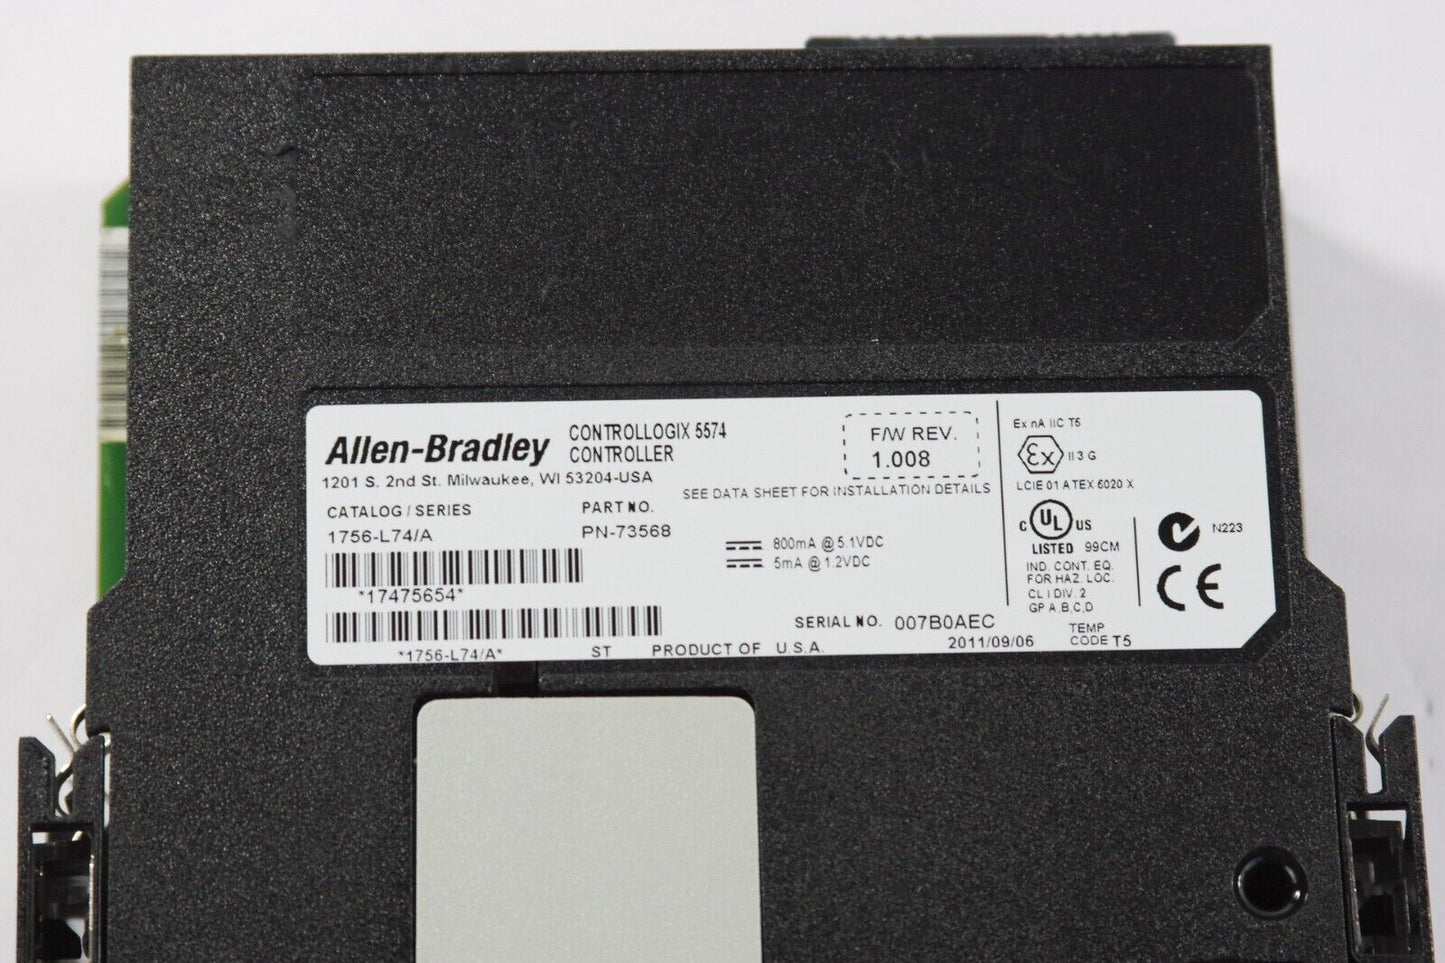 Allen-Bradley
CONTROLLOGIX 5574
CONTROLLER
1201 S. 2nd St. Milwaukee, WI 53204-USA
F/W REV.
1.008
SEE DATA SHEET FOR INSTALLATION DETAILS
CATALOG / SERIES
PART NO.
1756-L74/A
PN-73568
800mA @ 5.1VDC
5mA @ 1.2VDC
*17475654*
SERIAL NO. 007B0AEC
*1756-L74/A*
ST
PRODUCT OF U.S.A.
2011/09/06
Ex nA IIC T5
Ex II 3 G
LCIE 01 ATEX 6020 X
C UL US
LISTED 99CM
IND. CONT. EQ.
FOR HAZ. LOC.
CL I DIV. 2
GP A,B,C,D
TEMP
CODE T5
N223
CE